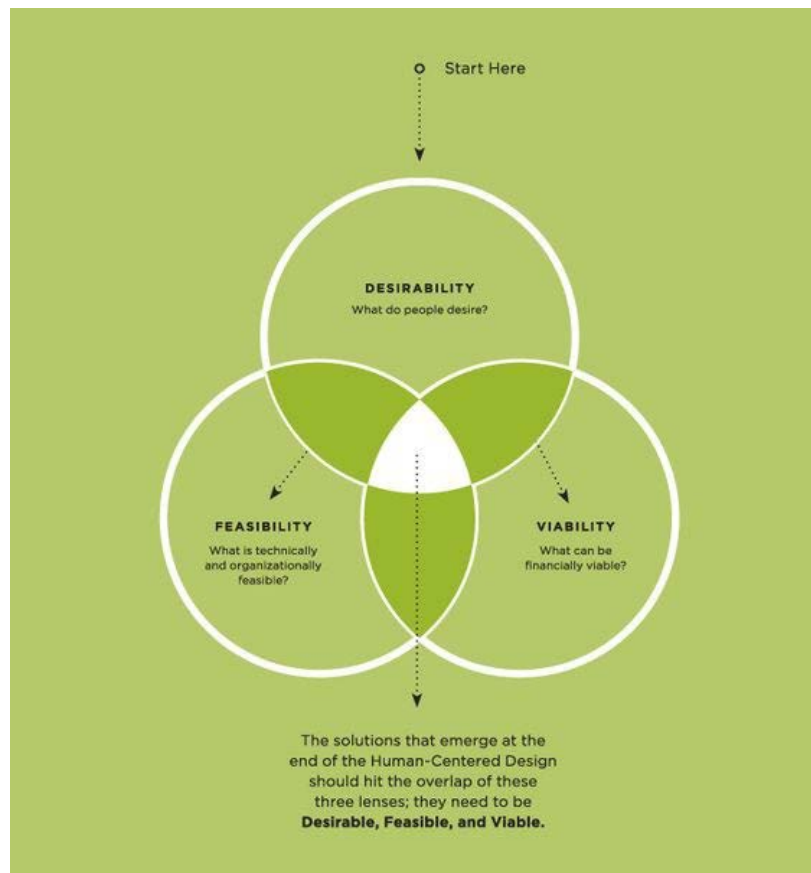 Start Here
DESIRABILITY
What do people desire?
FEASIBILITY
What is technically
and organizationally
feasible?
VIABILITY
What can be
financially viable?
The solutions that emerge at the
end of the Human-Centered Design
should hit the overlap of these
three lenses; they need to be
Desirable, Feasible, and Viable.